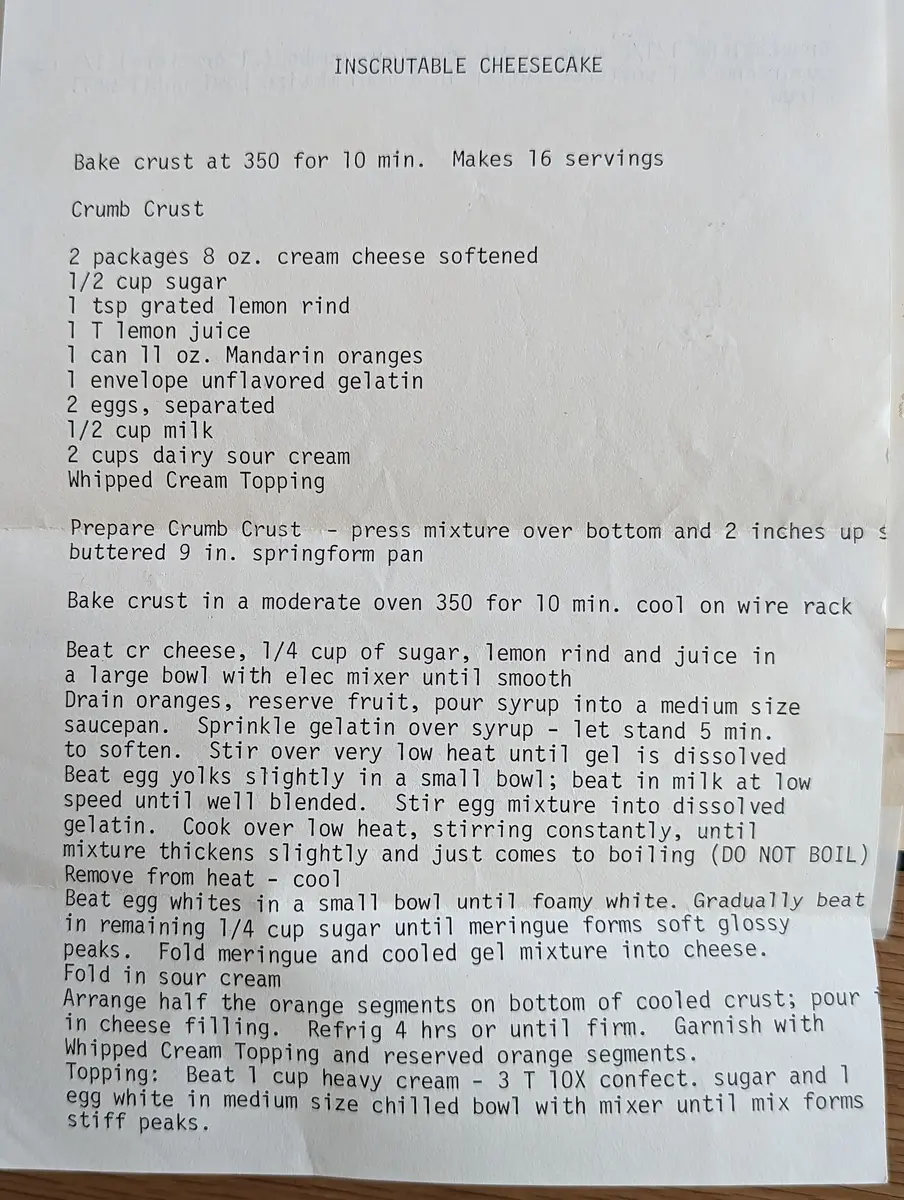 INSCRUTABLE CHEESECAKE
Bake crust at 350 for 10 min. Makes 16 servings
Crumb Crust
2 packages 8 oz. cream cheese softened
1/2 cup sugar
1 tsp grated lemon rind
1 T lemon juice
1 can 11 oz. Mandarin oranges
1 envelope unflavored gelatin
2 eggs, separated
1/2 cup milk
2 cups dairy sour cream
Whipped Cream Topping
Prepare Crumb Crust - press mixture over bottom and 2 inches up
buttered 9 in. springform pan
Bake crust in a moderate oven 350 for 10 min. cool on wire rack
Beat cr cheese, 1/4 cup of sugar, lemon rind and juice in
a large bowl with elec mixer until smooth
Drain oranges, reserve fruit, pour syrup into a medium size
saucepan. Sprinkle gelatin over syrup - let stand 5 min.
to soften. Stir over very low heat until gel is dissolved
Beat egg yolks slightly in a small bowl; beat in milk at low
speed until well blended. Stir egg mixture into dissolved
gelatin. Cook over low heat, stirring constantly, until
mixture thickens slightly and just comes to boiling (DO NOT BOIL)
Remove from heat - cool
Beat egg whites in a small bowl until foamy white. Gradually beat
in remaining 1/4 cup sugar until meringue forms soft glossy
peaks. Fold meringue and cooled gel mixture into cheese.
Fold in sour cream
Arrange half the orange segments on bottom of cooled crust; pour
in cheese filling. Refrig 4 hrs or until firm. Garnish with
Whipped Cream Topping and reserved orange segments.
Topping: Beat 1 cup heavy cream - 3 T 10X confect. sugar and 1
egg white in medium size chilled bowl with mixer until mix forms
stiff peaks.